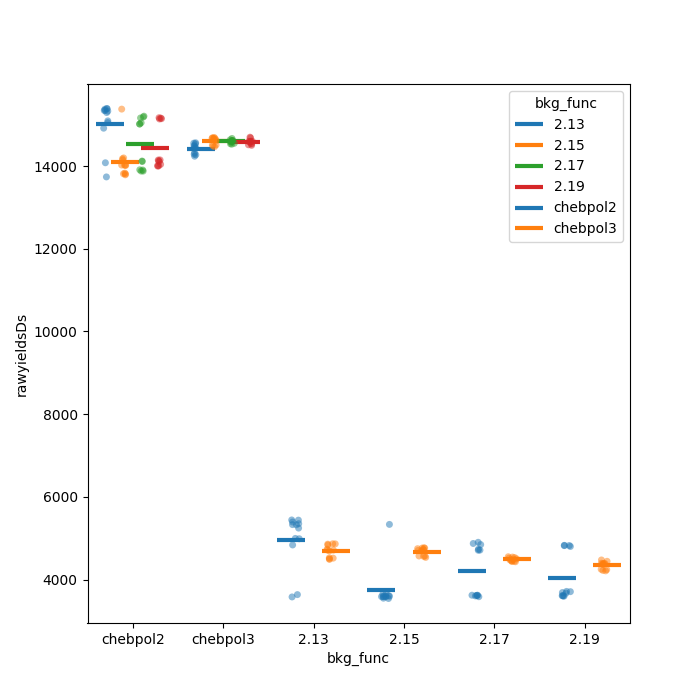 bkg_func
2.13
2.15
2.17
2.19
chebpol2
chebpol3
14000
12000
10000
8000
6000
4000
rawyieldsDs
chebpol2 chebpol3 2.13 2.15 2.17 2.19
bkg_func